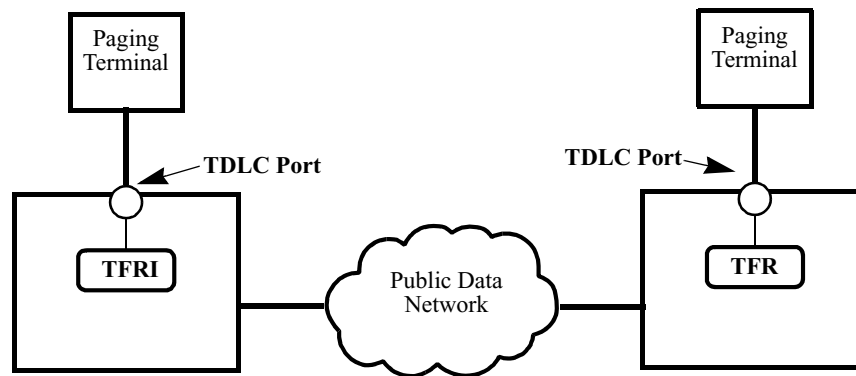 Paging
Terminal
Paging
Terminal
TDLC Port
TDLC Port
TFRI
TFR
Public Data
Network